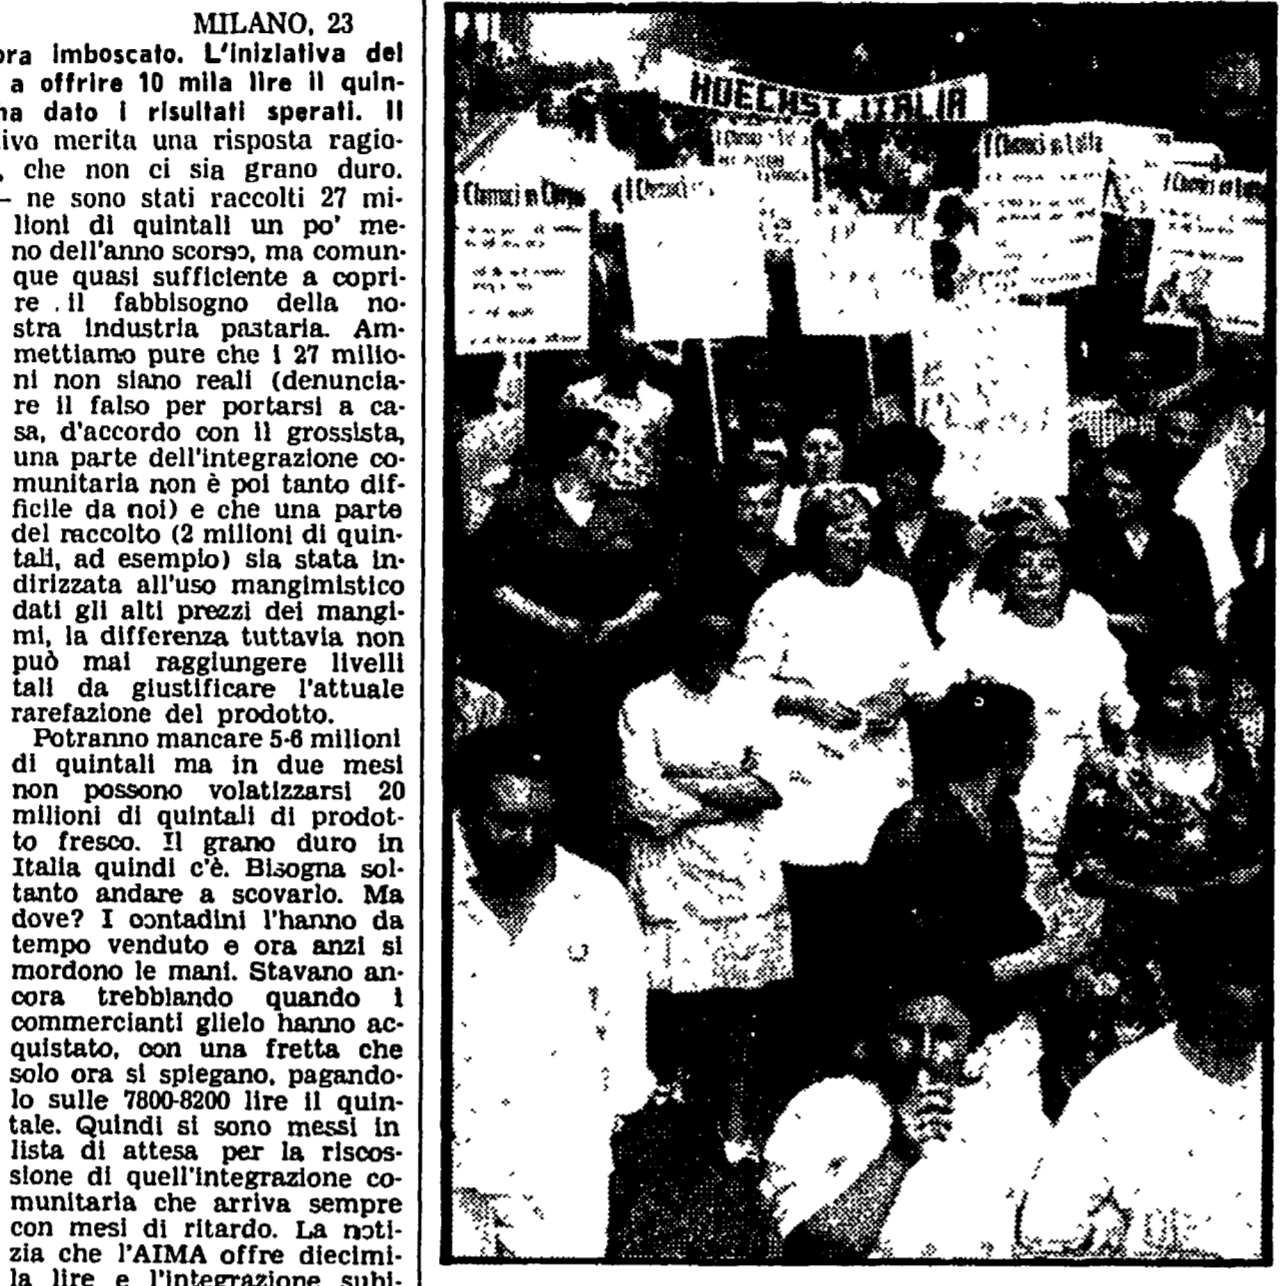 MILANO, 23
ora imboscato. L'iniziativa del
a offrire 10 mila lire il quin-
ha dato i risultati sperati. Il
ivo merita una risposta ragio-
, che non ci sia grano duro.
— ne sono stati raccolti 27 mi-
lioni di quintali un po' me-
no dell'anno scorso, ma comun-
que quasi sufficiente a copri-
re . il fabbisogno della no-
stra industria pastaria. Am-
mettiamo pure che i 27 milio-
ni non siano reali (denuncia-
re il falso per portarsi a ca-
sa, d'accordo con il grossista,
una parte dell'integrazione co-
munitaria non è poi tanto dif-
ficile da noi) e che una parte
del raccolto (2 milioni di quin-
tali, ad esempio) sia stata in-
dirizzata all'uso mangimistico
dati gli alti prezzi dei mangi-
mi, la differenza tuttavia non
può mai raggiungere livelli
tali da giustificare l'attuale
rarefazione del prodotto.
Potranno mancare 5-6 milioni
di quintali ma in due mesi
non possono volatizzarsi 20
milioni di quintali di prodot-
to fresco. Il grano duro in
Italia quindi c'è. Bisogna sol-
tanto andare a scovarlo. Ma
dove? I contadini l'hanno da
tempo venduto e ora anzi si
mordono le mani. Stavano an-
cora trebbiando quando i
commercianti glielo hanno ac-
quistato, con una fretta che
solo ora si spiegano, pagando-
lo sulle 7800-8200 lire il quin-
tale. Quindi si sono messi in
lista di attesa per la riscos-
sione di quell'integrazione co-
munitaria che arriva sempre
con mesi di ritardo. La noti-
zia che l'AIMA offre diecimi-
la lire e l'integrazione subi-
HOECHST ITALIA